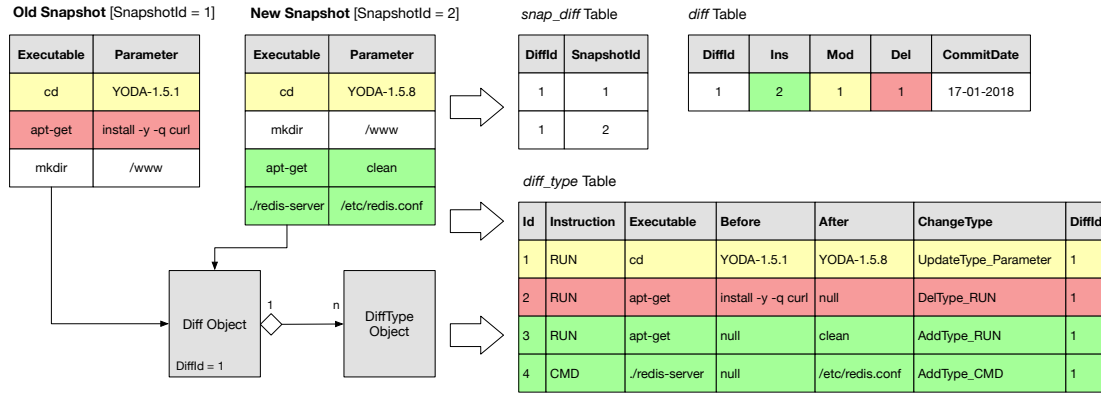 Old Snapshot [SnapshotId = 1]
Executable Parameter
cd YODA-1.5.1
apt-get install -y -q curl
mkdir /www
New Snapshot [SnapshotId = 2]
Executable Parameter
cd YODA-1.5.8
mkdir /www
apt-get clean
./redis-server /etc/redis.conf
snap_diff Table
DiffId SnapshotId
1 1
1 2
diff Table
DiffId Ins Mod Del CommitDate
1 2 1 1 17-01-2018
diff_type Table
Id Instruction Executable Before After ChangeType DiffId
1 RUN cd YODA-1.5.1 YODA-1.5.8 UpdateType_Parameter 1
2 RUN apt-get install -y -q curl null DelType_RUN 1
3 RUN apt-get null clean AddType_RUN 1
4 CMD ./redis-server null /etc/redis.conf AddType_CMD 1
Diff Object
DiffId = 1
1
n
DiffType
Object